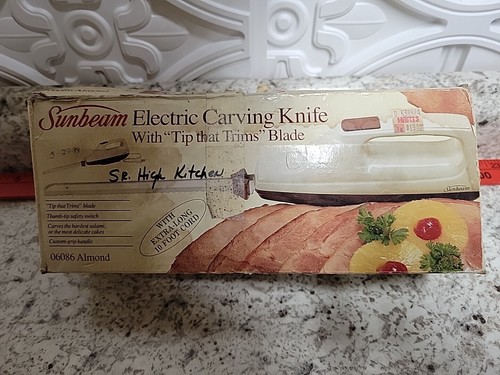 Sunbeam Electric Carving Knife
With "Tip that Trims" Blade
SR. High Kitchen
"Tip that Trims" blade
Thumb-tip safety switch
Carves the hardest salami,
or the most delicate cakes
Custom grip handle
06086 Almond
WITH
EXTRA-LONG
10 FOOT CORD
Sunbeam